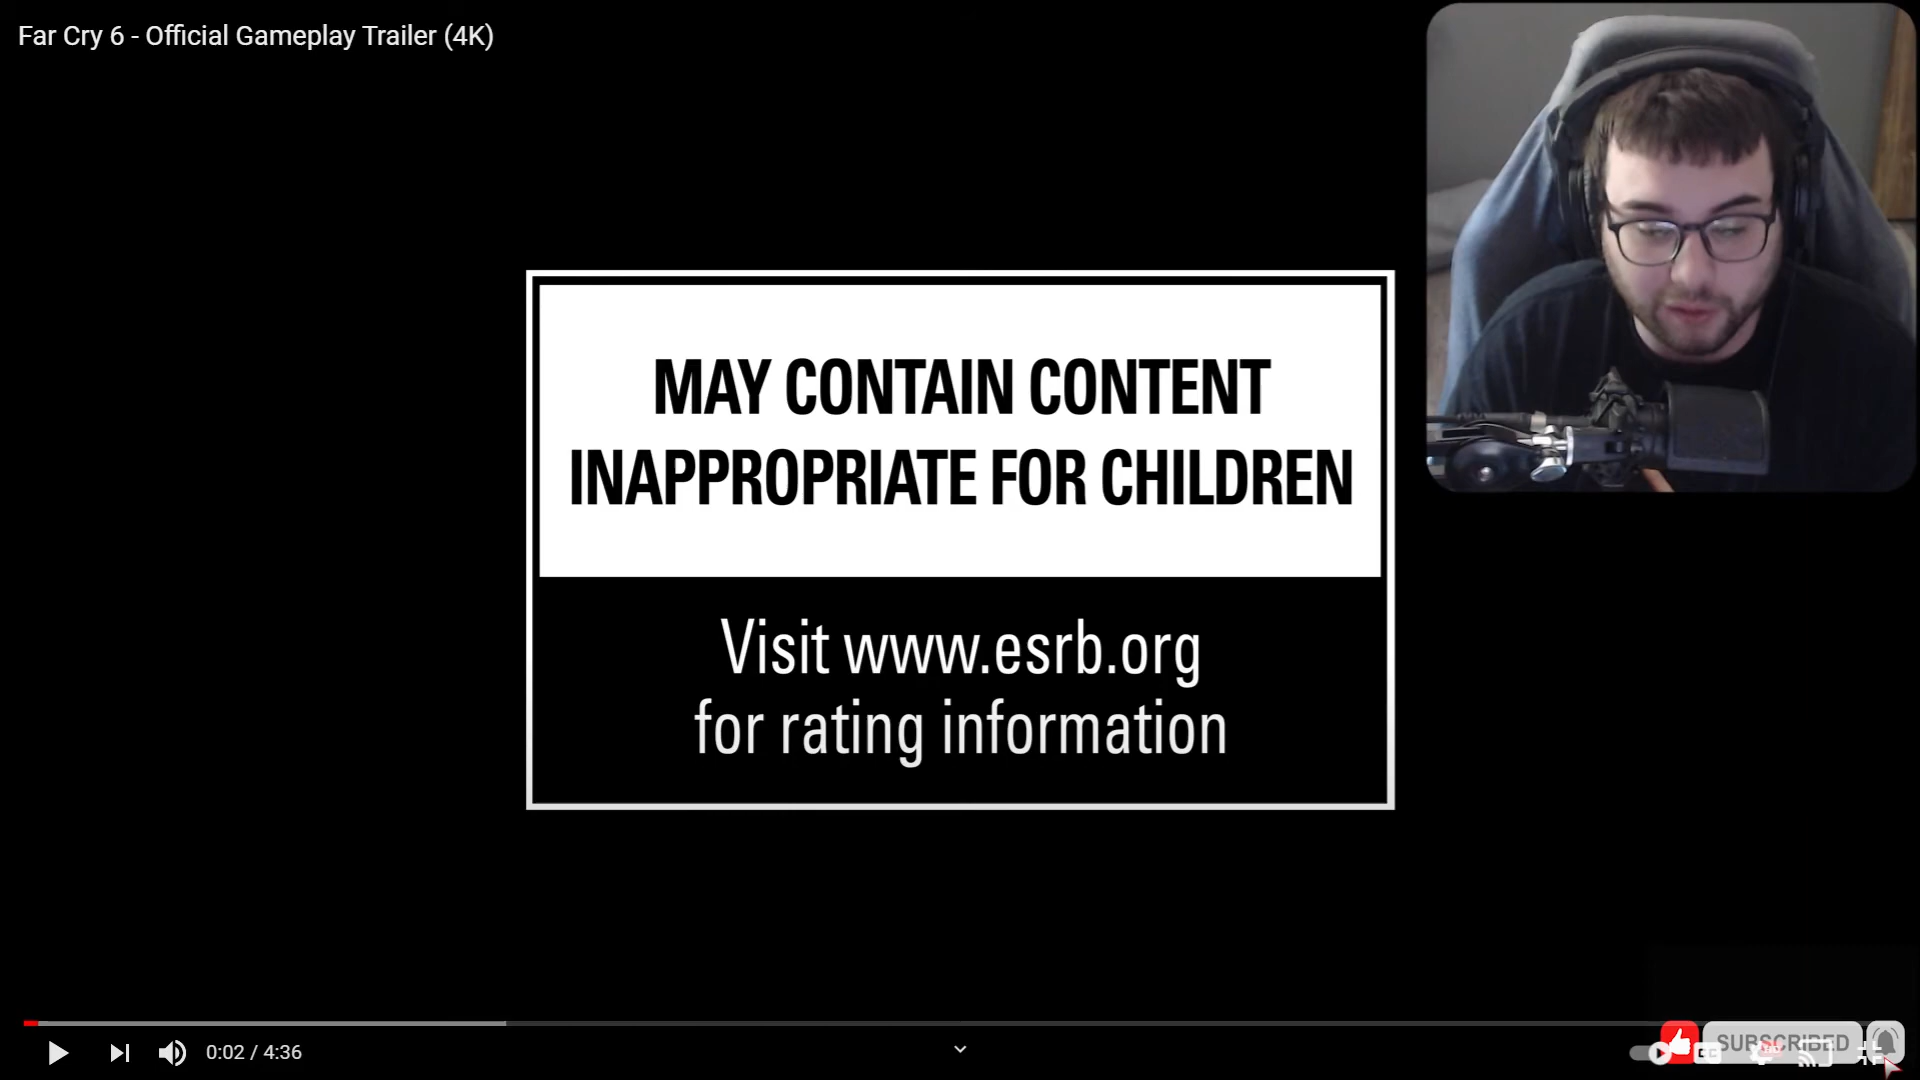 Far Cry 6 - Official Gameplay Trailer (4K)
MAY CONTAIN CONTENT
INAPPROPRIATE FOR CHILDREN
Visit www.esrb.org
for rating information
0:02 / 4:36
CC
SUBSCRIBED